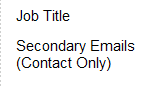 Job Title
Secondary Emails
(Contact Only)